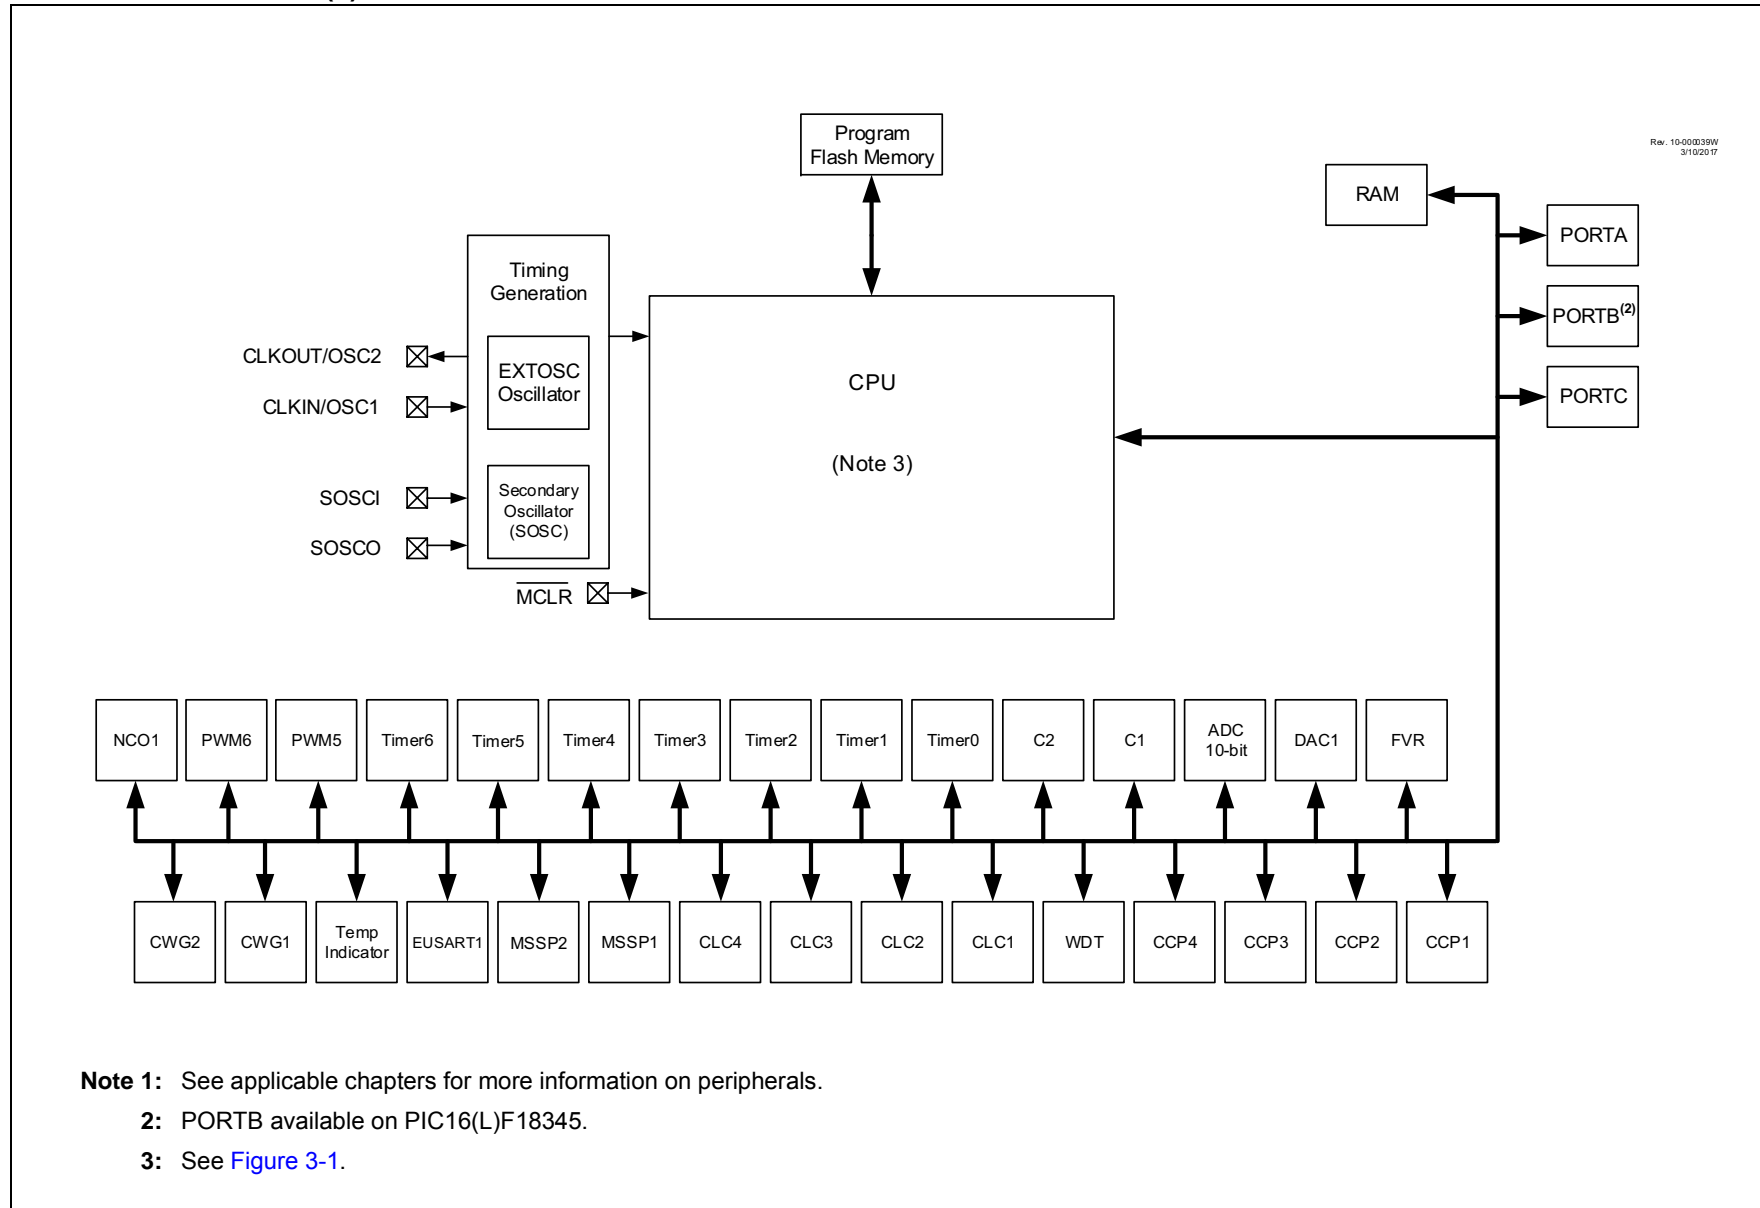 Program
Flash Memory
Rev. 10-000039W
3/10/2017
RAM
PORTA
Timing
Generation
PORTB(2)
CLKOUT/OSC2
EXTOSC
Oscillator
CPU
PORTC
CLKIN/OSC1
(Note 3)
SOSCI
Secondary
Oscillator
(SOSC)
SOSCO
MCLR
NCO1
PWM6
PWM5
Timer6
Timer5
Timer4
Timer3
Timer2
Timer1
Timer0
C2
C1
ADC
10-bit
DAC1
FVR
CWG2
CWG1
Temp
Indicator
EUSART1
MSSP2
MSSP1
CLC4
CLC3
CLC2
CLC1
WDT
CCP4
CCP3
CCP2
CCP1
Note 1: See applicable chapters for more information on peripherals.
2: PORTB available on PIC16(L)F18345.
3: See Figure 3-1.